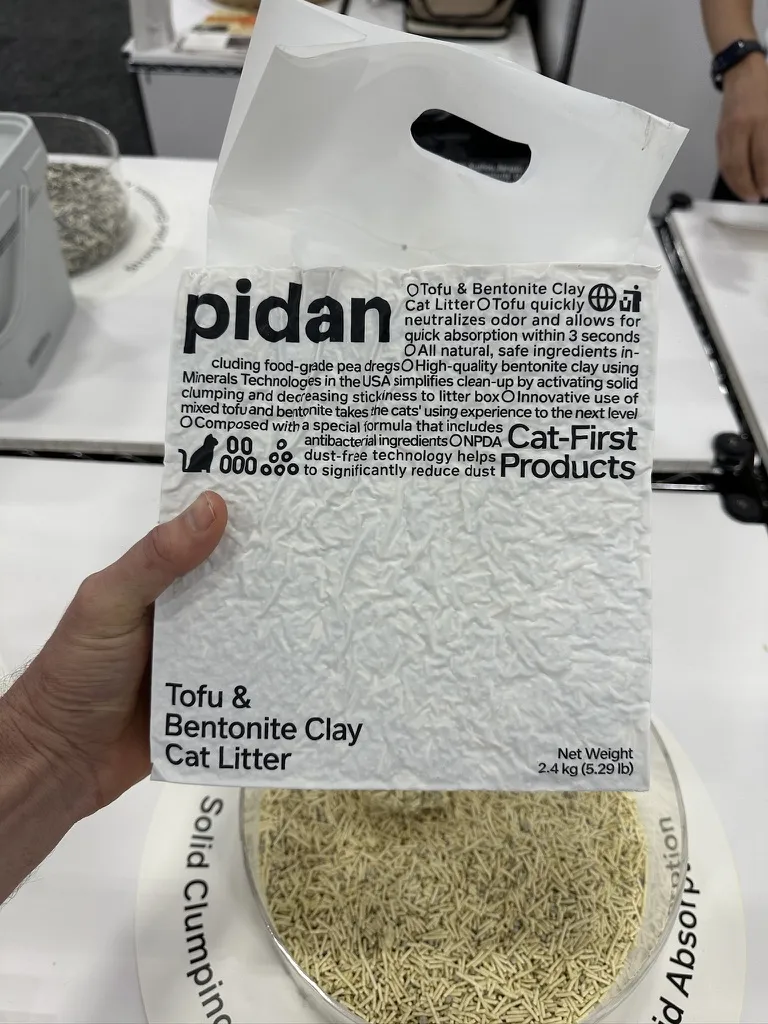 pidan
Tofu & Bentonite Clay
Cat Litter Tofu quickly
neutralizes odor and allows for
quick absorption within 3 seconds
All natural, safe ingredients in-
cluding food-grade pea dregs High-quality bentonite clay using
Minerals Technologes in the USA simplifies clean-up by activating solid
clumping and decreasing stickiness to litter box Innovative use of
mixed tofu and bentonite takes the cats' using experience to the next level
Composed with a special formula that includes
antibacterial ingredients NPDA
dust-free technology helps
to significantly reduce dust
Cat-First
Products
Tofu &
Bentonite Clay
Cat Litter
Net Weight
2.4 kg (5.29 lb)
Solid Clumping